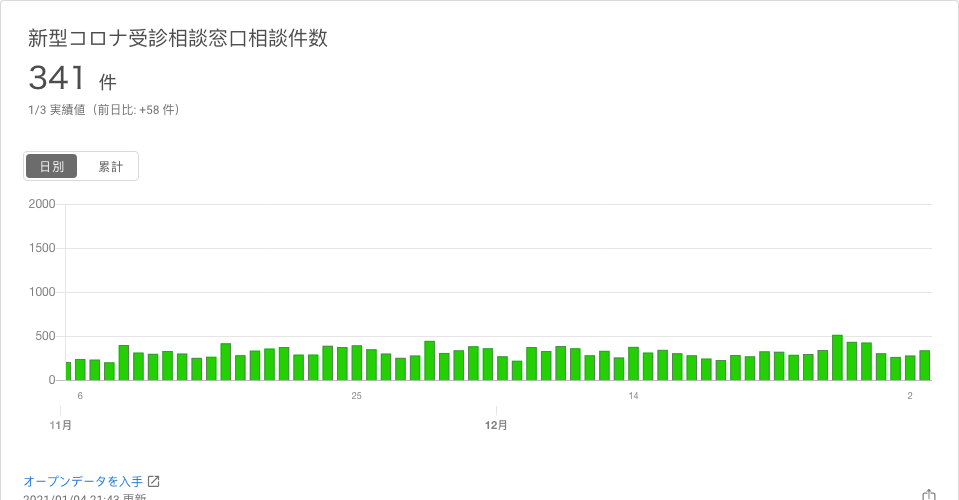 新型コロナ受診相談窓口相談件数
341 件
1/3 実績値（前日比: +58 件）
日別 累計
2000
1500
1000
500
0
6 25 14 2
11月 12月
オープンデータを入手
2021/01/04 21:43 更新